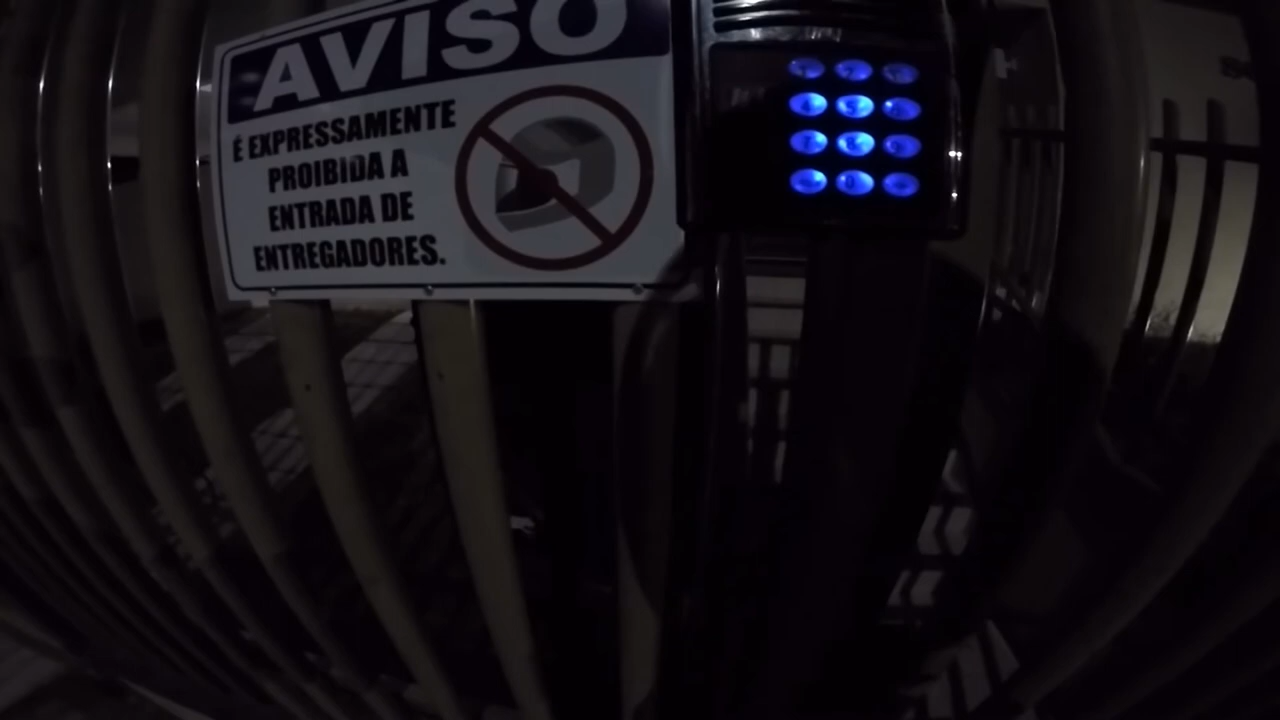 AVISO
É EXPRESSAMENTE
PROIBIDA A
ENTRADA DE
ENTREGADORES.